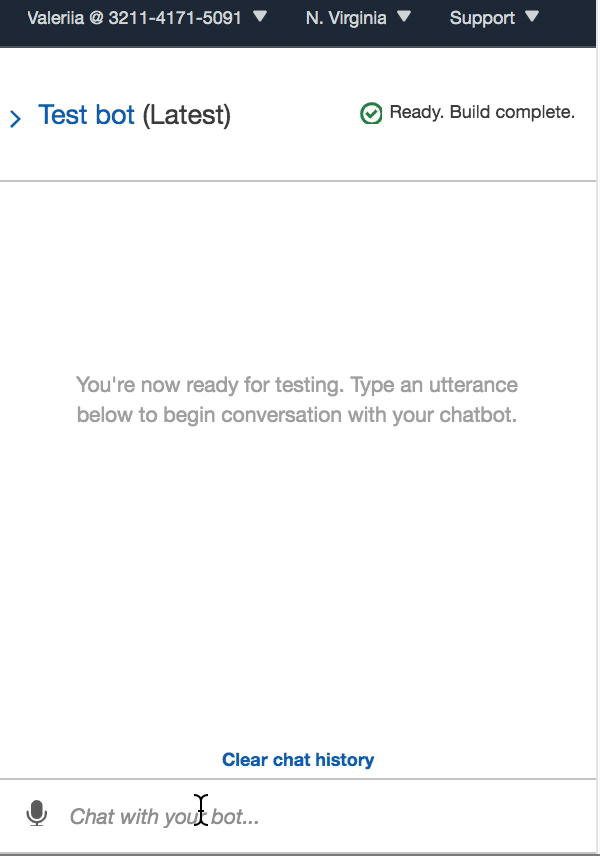 Valeriia @ 3211-4171-5091 N. Virginia Support
Test bot (Latest) Ready. Build complete.
You're now ready for testing. Type an utterance
below to begin conversation with your chatbot.
Clear chat history
Chat with your bot...